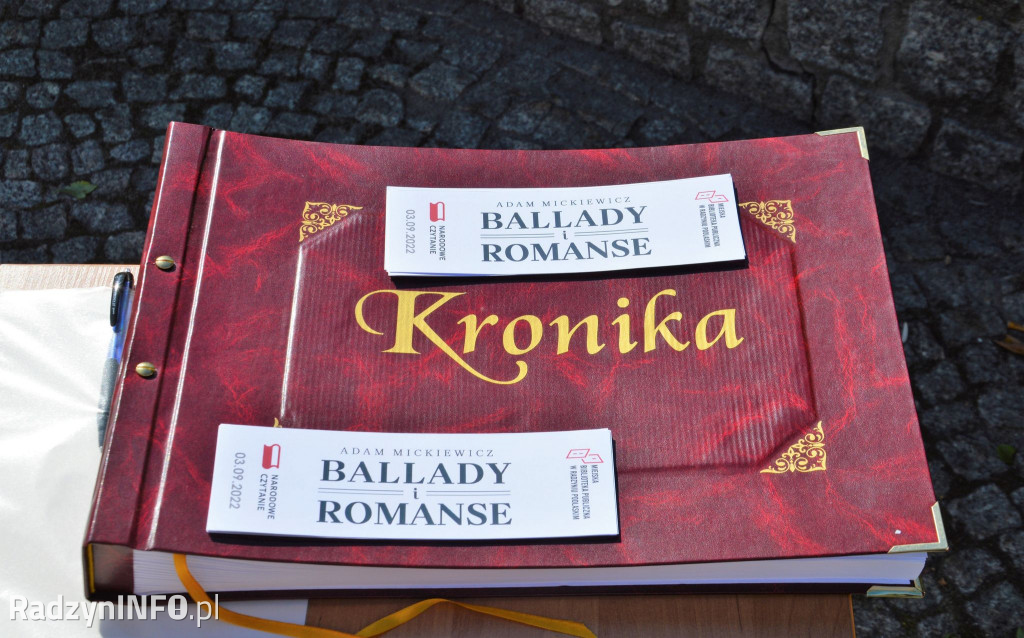 03.09.2022
NARODOWE
CZYTANIE
ADAM MICKIEWICZ
BALLADY
i
ROMANSE
MIEJSKA
BIBLIOTEKA PUBLICZNA
W RADZYNIU PODLASKIM
Kronika
03.09.2022
NARODOWE
CZYTANIE
ADAM MICKIEWICZ
BALLADY
i
ROMANSE
MIEJSKA
BIBLIOTEKA PUBLICZNA
W RADZYNIU PODLASKIM
RadzynINFO.pl